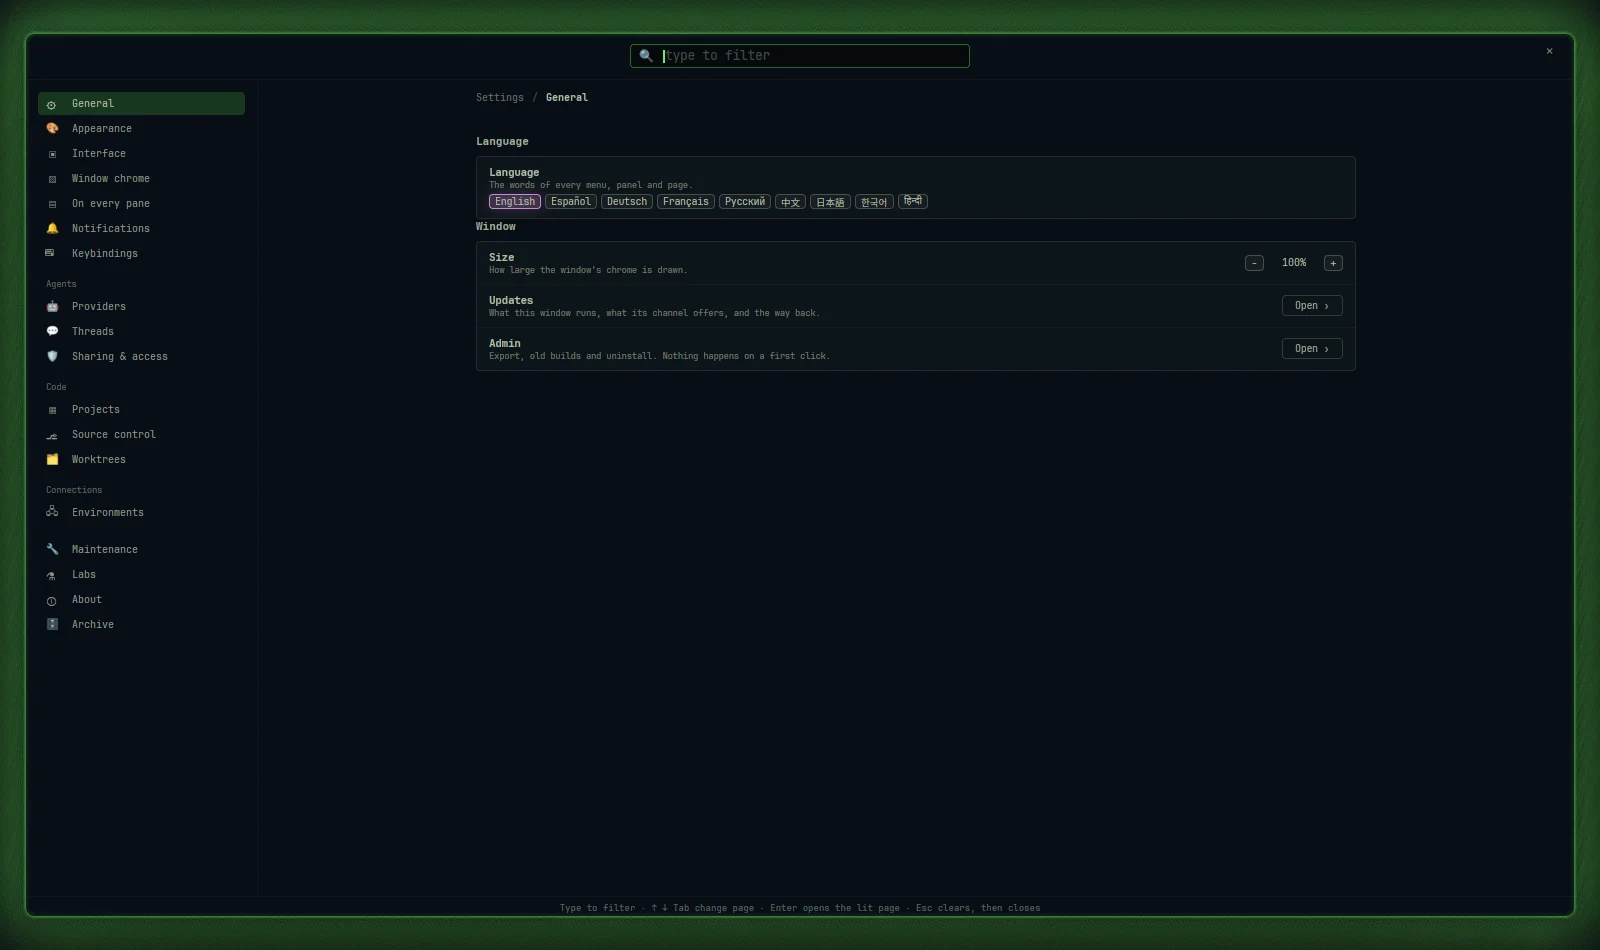 type to filter
×
General
Appearance
Interface
Window chrome
On every pane
Notifications
Keybindings
Agents
Providers
Threads
Sharing & access
Code
Projects
Source control
Worktrees
Connections
Environments
Maintenance
Labs
About
Archive
Settings / General
Language
Language
The words of every menu, panel and page.
English Español Deutsch Français Русский 中文 日本語 한국어 हिन्दी
Window
Size
How large the window's chrome is drawn.
- 100% +
Updates
What this window runs, what its channel offers, and the way back.
Open ›
Admin
Export, old builds and uninstall. Nothing happens on a first click.
Open ›
Type to filter · ↑ ↓ Tab change page · Enter opens the lit page · Esc clears, then closes